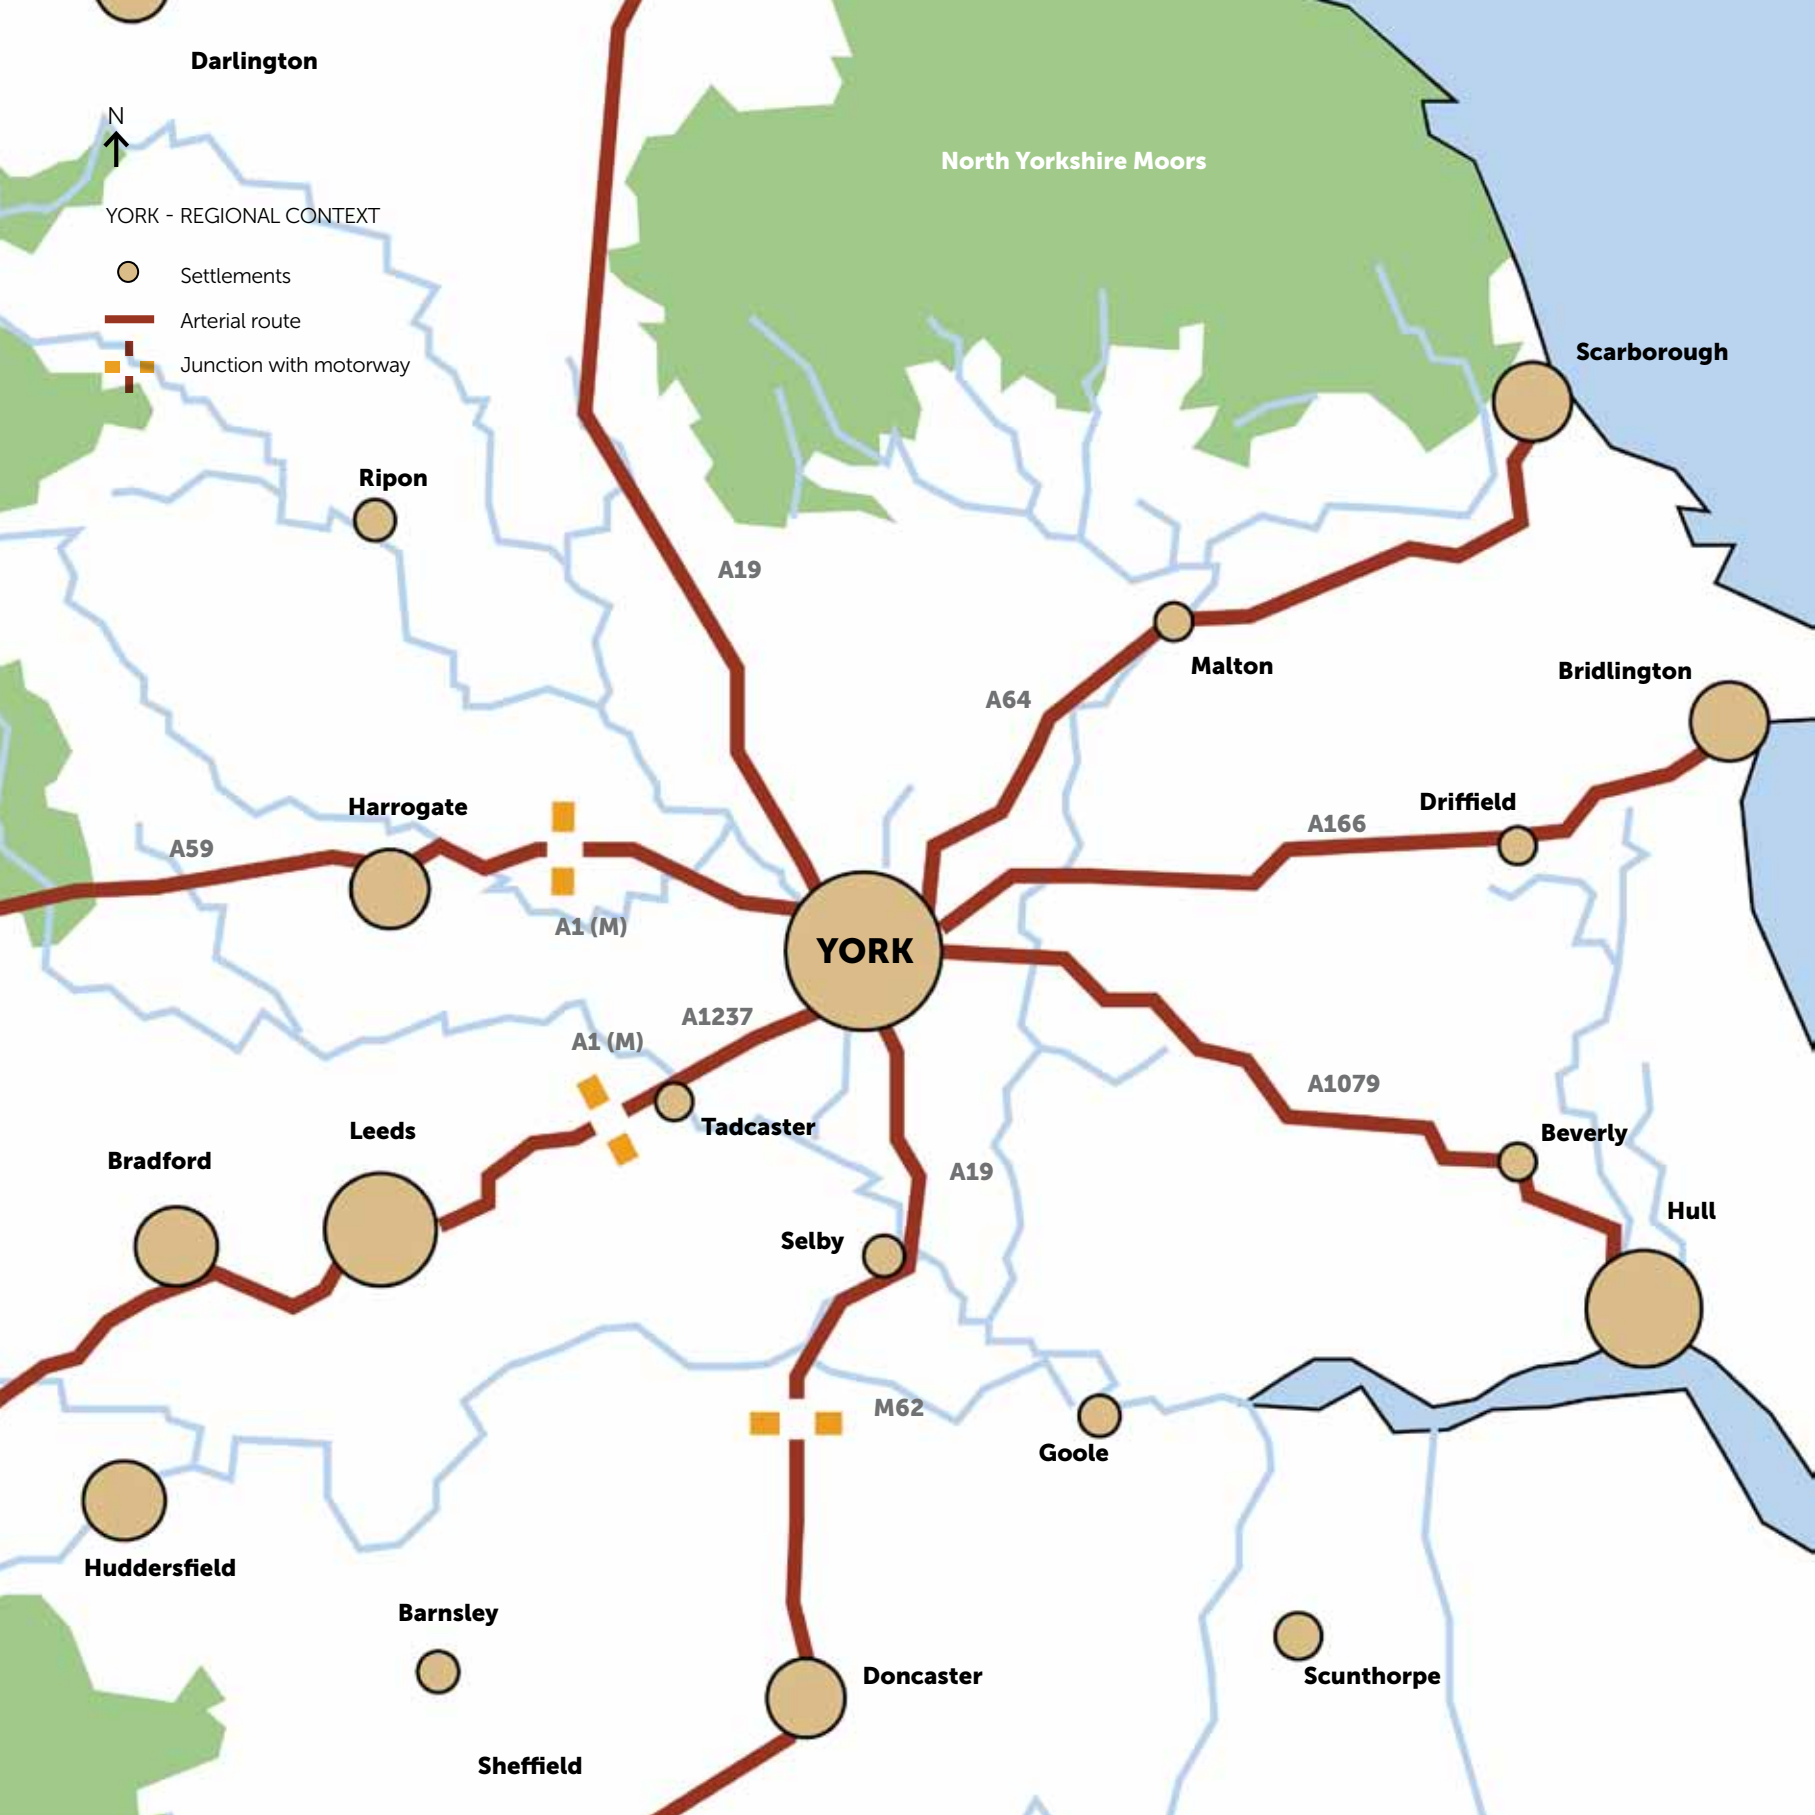 Darlington
N
North Yorkshire Moors
YORK - REGIONAL CONTEXT
Settlements
Arterial route
Junction with motorway
Scarborough
Ripon
A19
Malton
Bridlington
A64
Harrogate
Driffield
A166
A59
A1 (M)
YORK
A1237
A1 (M)
A1079
Tadcaster
Leeds
Beverly
Bradford
A19
Hull
Selby
M62
Goole
Huddersfield
Barnsley
Doncaster
Scunthorpe
Sheffield